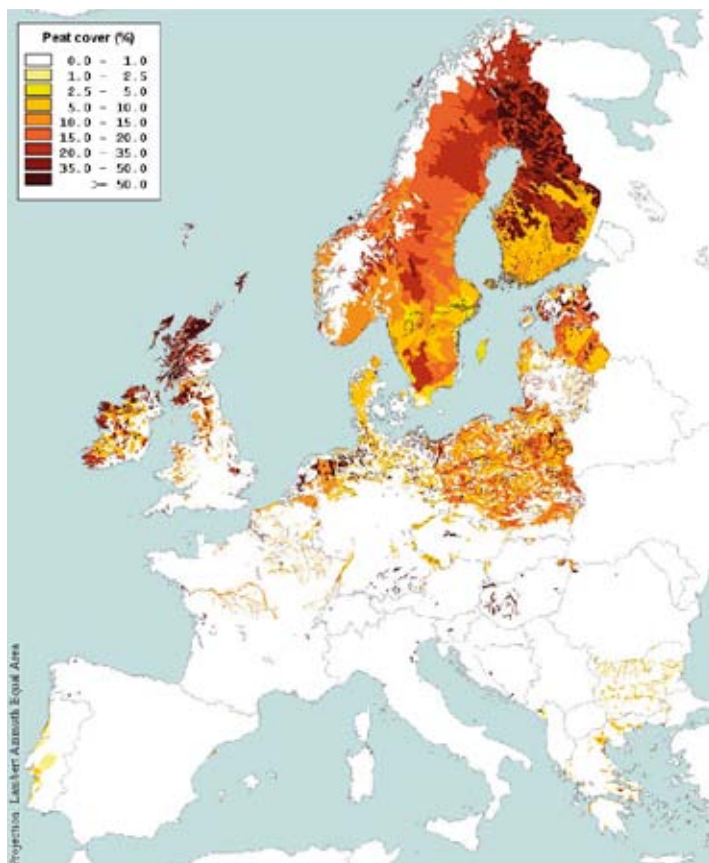 Peat cover (%)
0.0 - 1.0
1.0 - 2.5
2.5 - 5.0
5.0 - 10.0
10.0 - 15.0
15.0 - 20.0
20.0 - 35.0
35.0 - 50.0
>= 50.0
Projection: Lambert Azimuth Equal Area